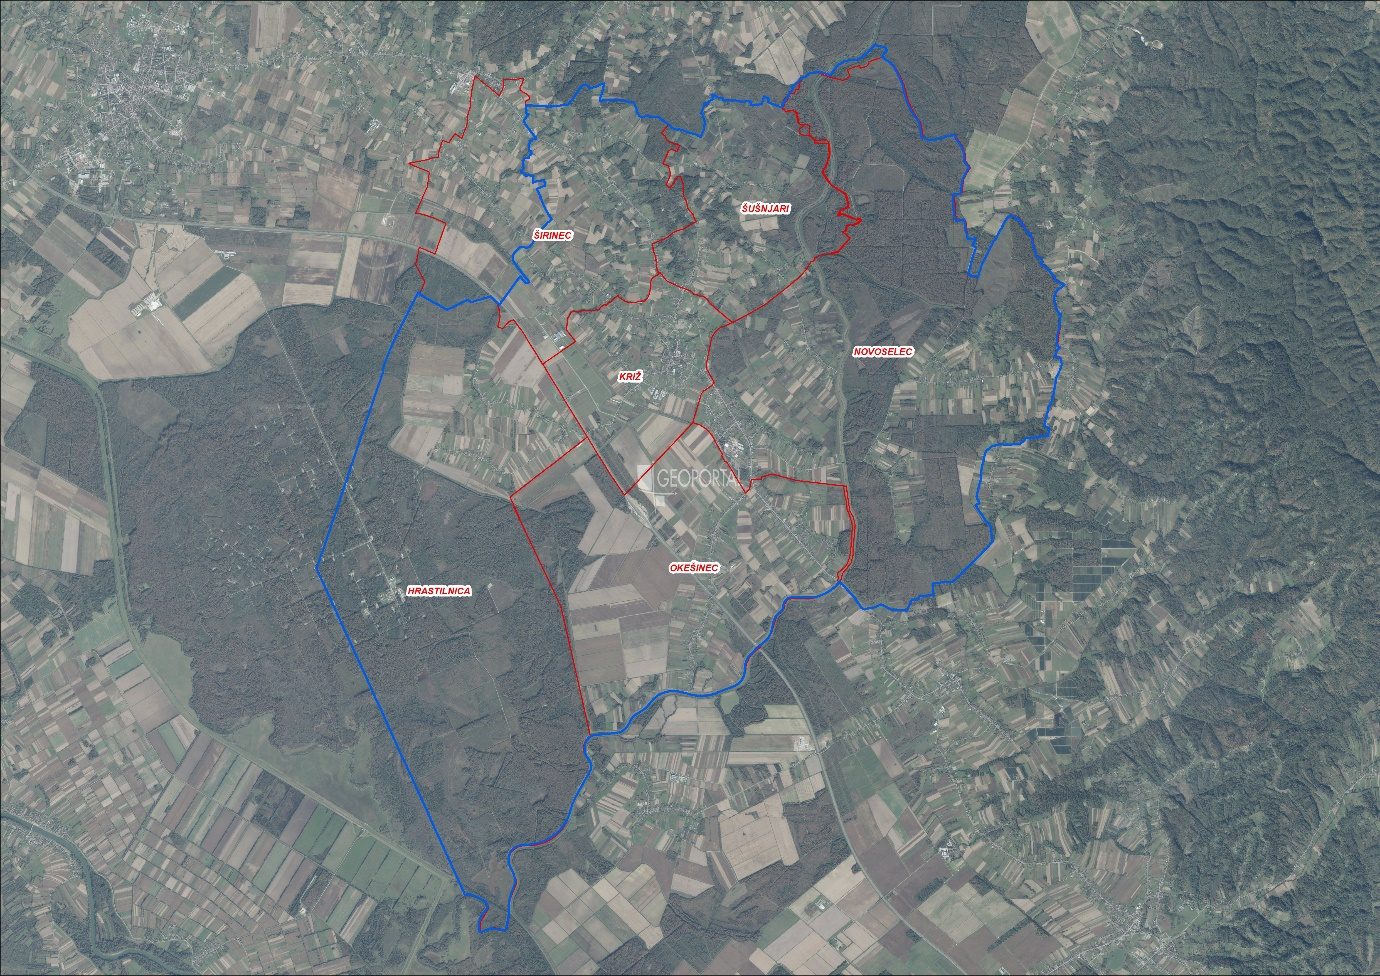 ŠUŠNJARI
ŠIRINEC
NOVOSELEC
KRIŽ
GEOPORTAL
OKEŠINEC
HRASTILNICA